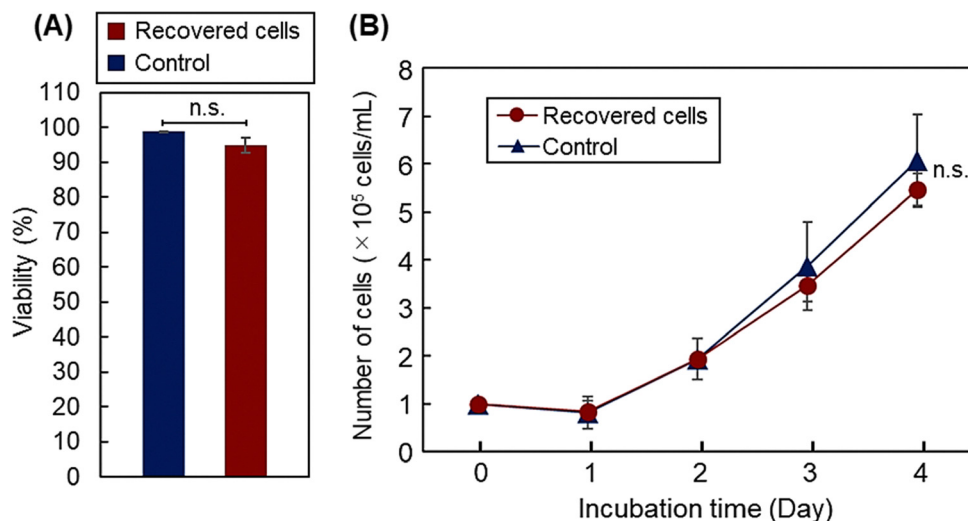 (A)
Recovered cells
Control
110
100
90
80
70
60
50
40
30
20
10
0
Viability (%)
n.s.
(B)
Recovered cells
Control
8
7
6
5
4
3
2
1
0
Number of cells (×10⁵ cells/mL)
n.s.
0 1 2 3 4
Incubation time (Day)